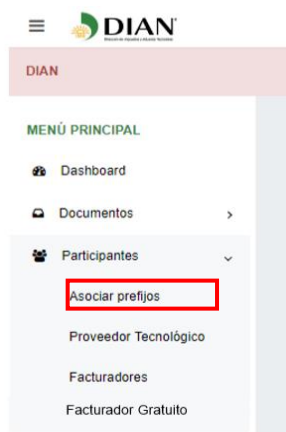 DIAN
DIAN
MENÚ PRINCIPAL
Dashboard
Documentos
Participantes
Asociar prefijos
Proveedor Tecnológico
Facturadores
Facturador Gratuito